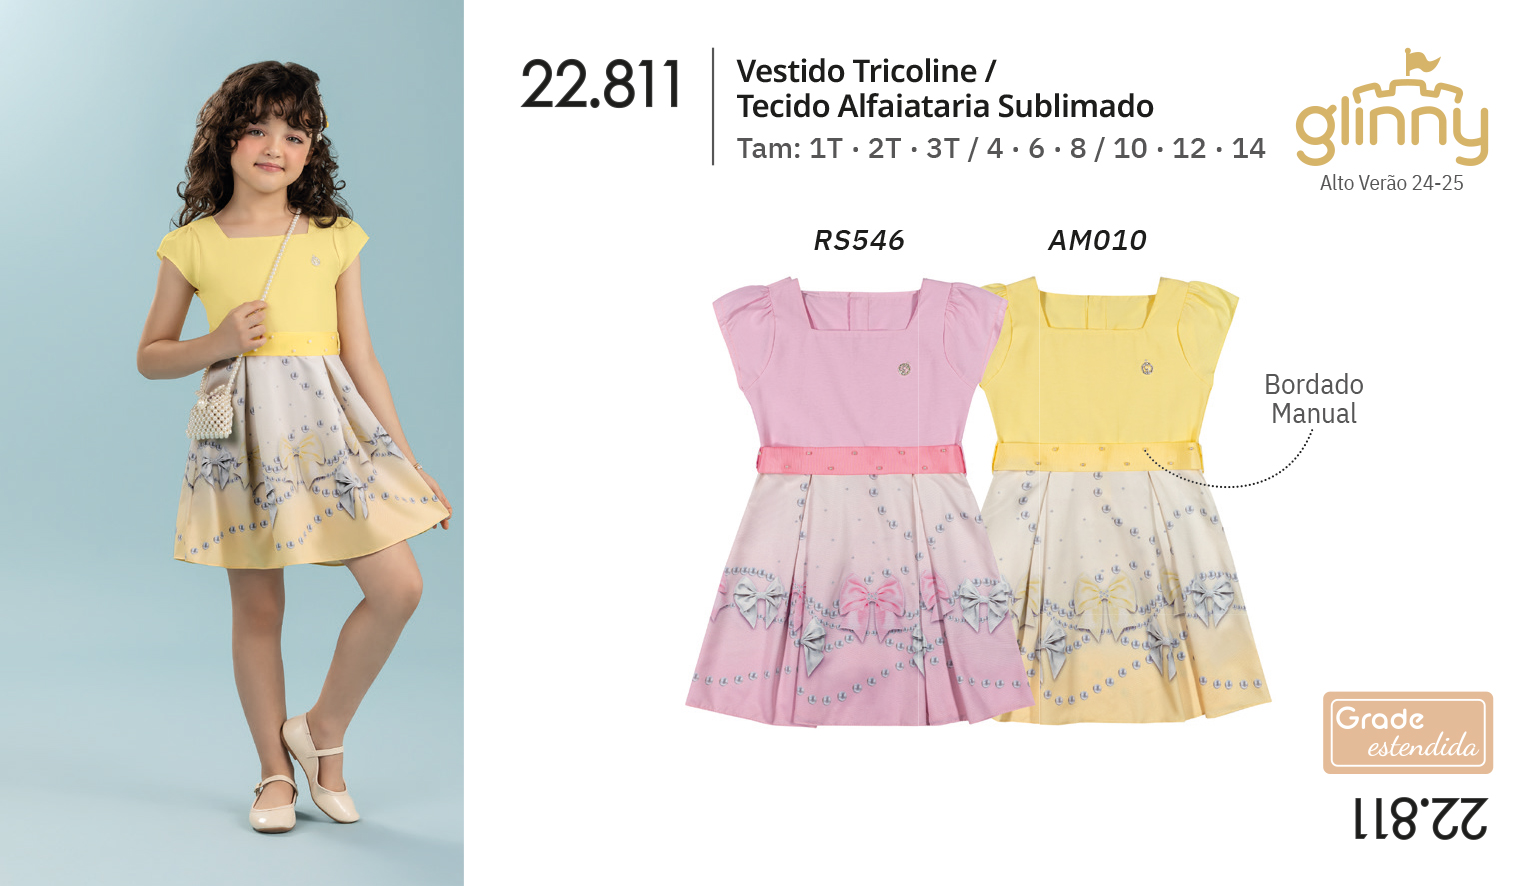 22.811
Vestido Tricoline /
Tecido Alfaiataria Sublimado
Tam: 1T · 2T · 3T / 4 · 6 · 8 / 10 · 12 · 14
glinny
Alto Verão 24-25
RS546
AM010
Bordado
Manual
Grade
estendida
22.811